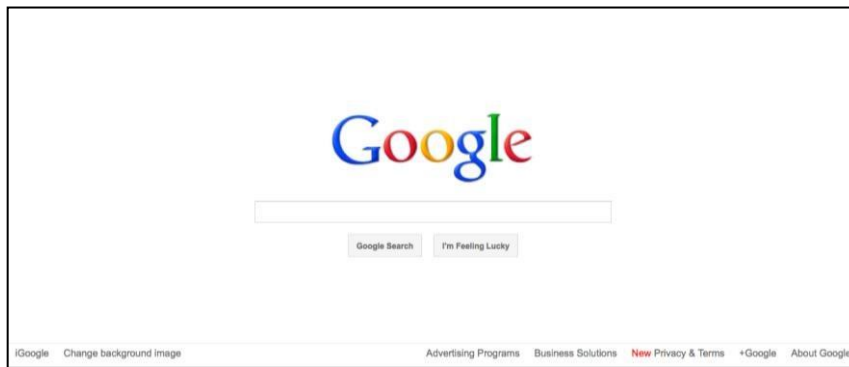 Google
Google Search I'm Feeling Lucky
iGoogle Change background image Advertising Programs Business Solutions New Privacy & Terms +Google About Google